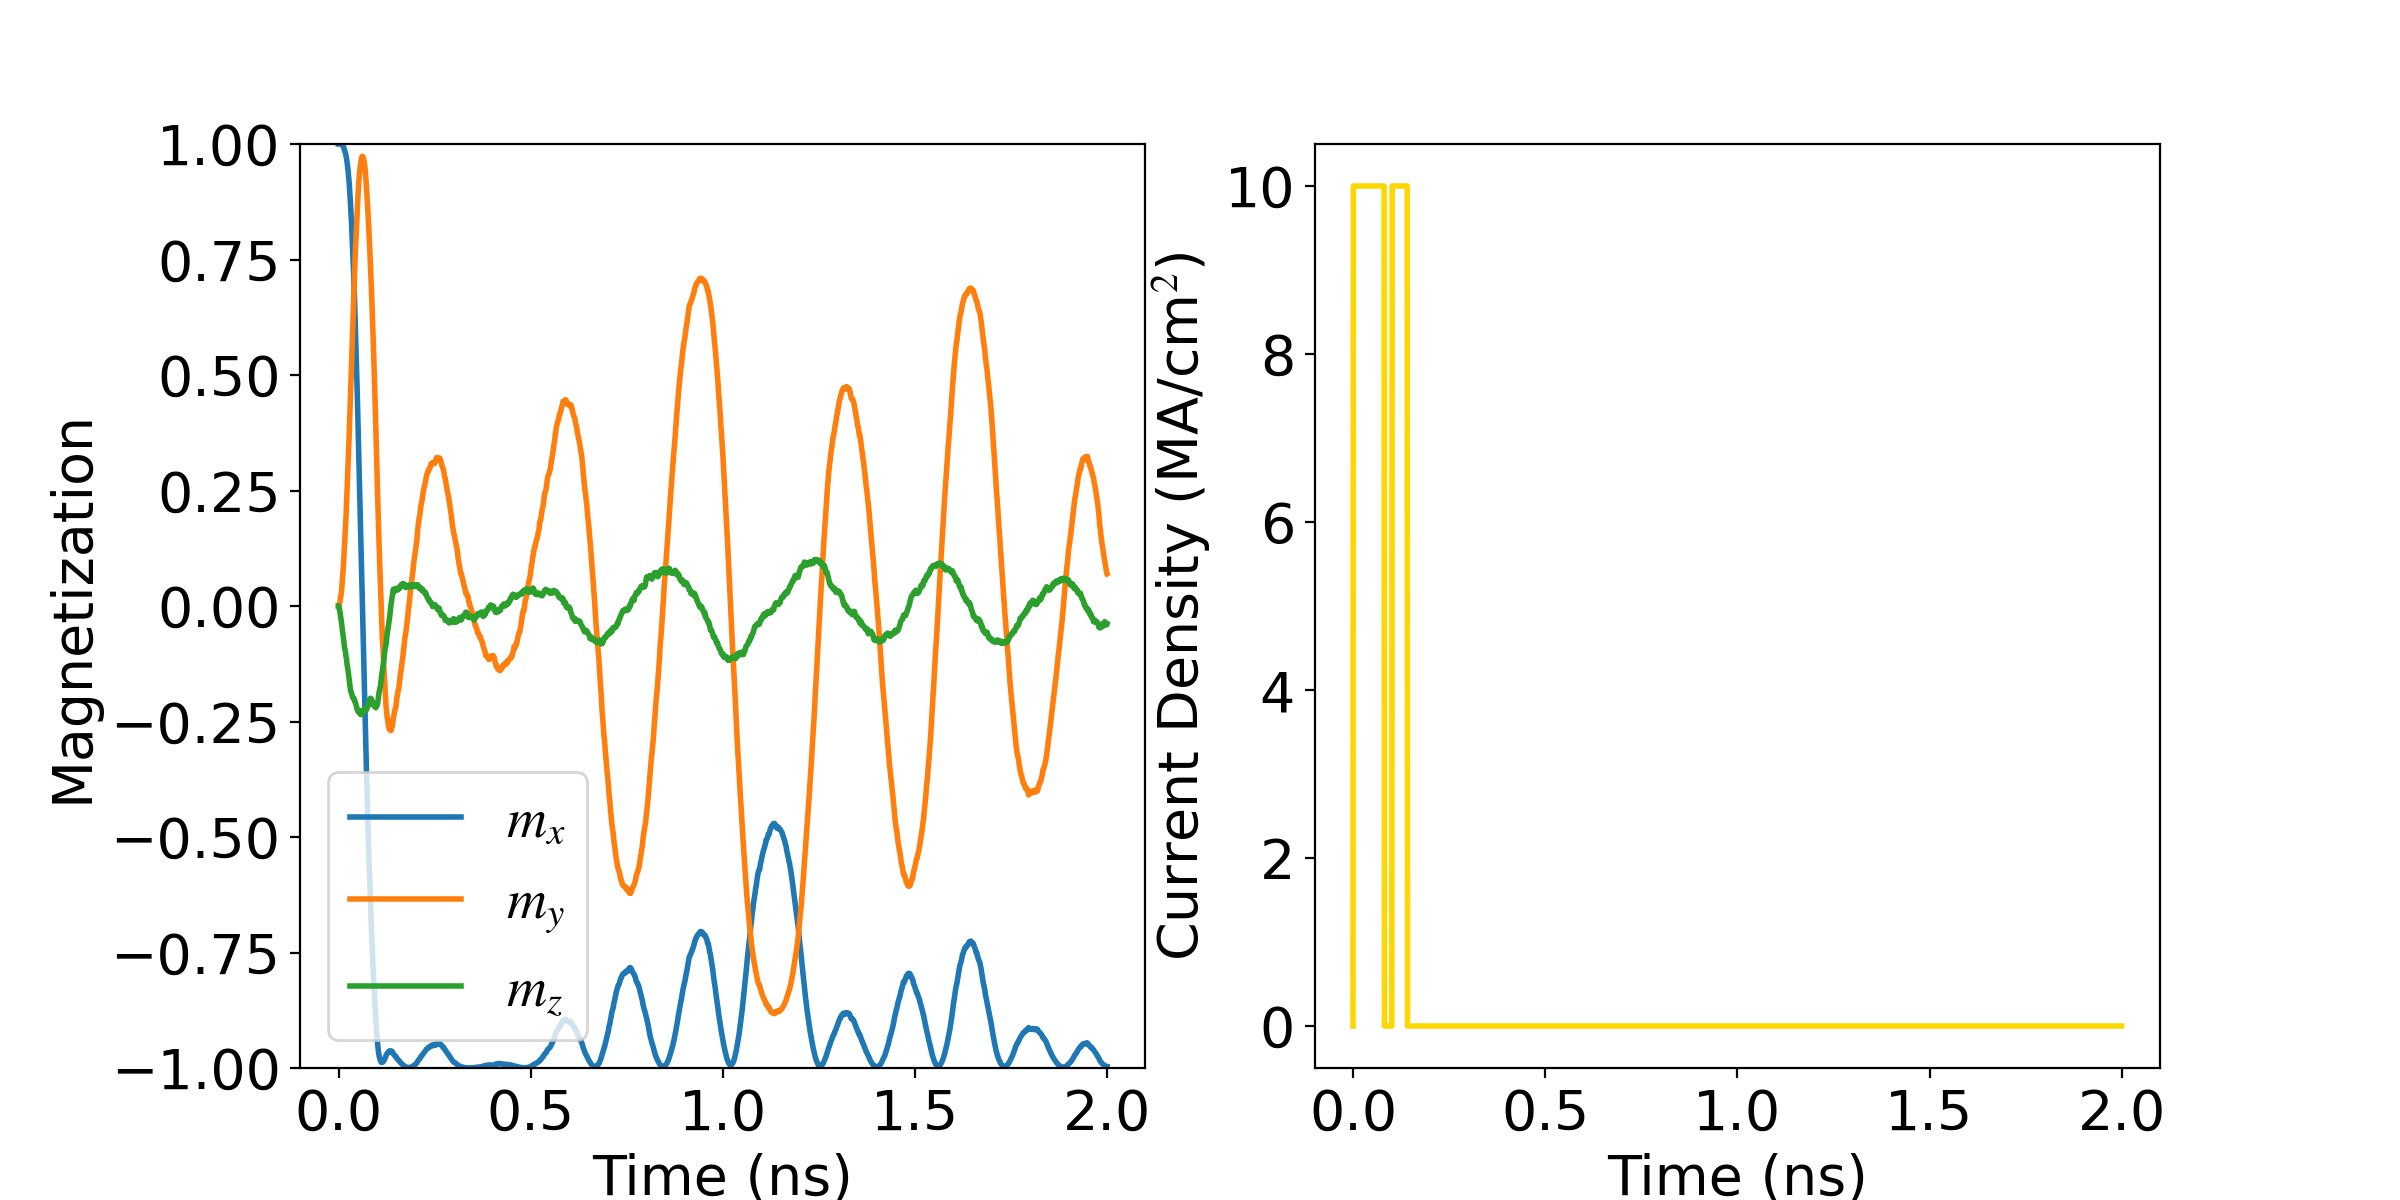 1.00
0.75
0.50
0.25
0.00
−0.25
−0.50
−0.75
−1.00
Magnetization
m_x
m_y
m_z
0.0 0.5 1.0 1.5 2.0
Time (ns)
10
8
6
4
2
0
Current Density (MA/cm²)
0.0 0.5 1.0 1.5 2.0
Time (ns)